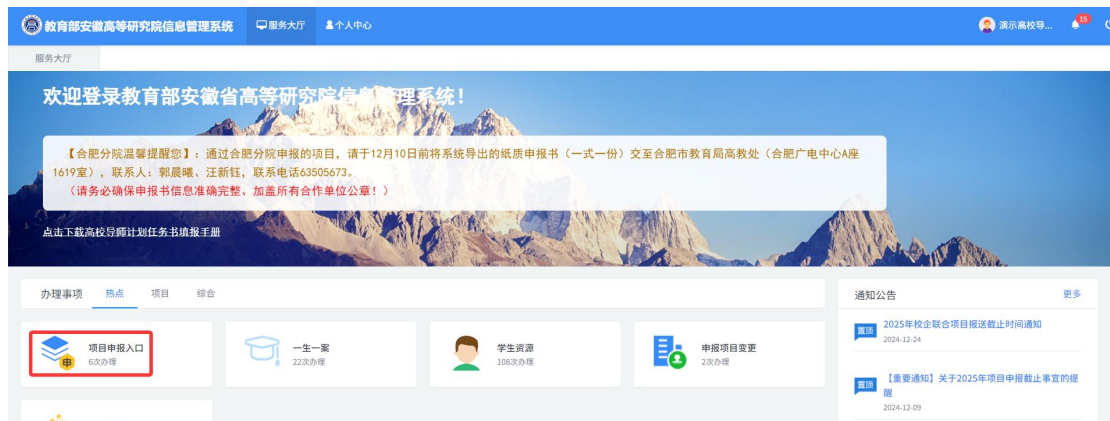 教育部安徽高等研究院信息管理系统 服务大厅 个人中心 演示高校导... 15
服务大厅
欢迎登录教育部安徽省高等研究院信息管理系统！
【合肥分院温馨提醒您】：通过合肥分院申报的项目，请于12月10日前将系统导出的纸质申报书（一式一份）交至合肥市教育局高教处（合肥广电中心A座
1619室），联系人：郭晨曦、汪新钰，联系电话63505673。
（请务必确保申报书信息准确完整、加盖所有合作单位公章！）
点击下载高校导师计划任务书填报手册
办理事项 热点 项目 综合
通知公告 更多
项目申报入口
6次办理
申
一生一案
22次办理
学生资源
108次办理
申报项目变更
2次办理
置顶 2025年校企联合项目报送截止时间通知
2024-12-24
置顶 【重要通知】关于2025年项目申报截止事宜的提
醒
2024-12-09